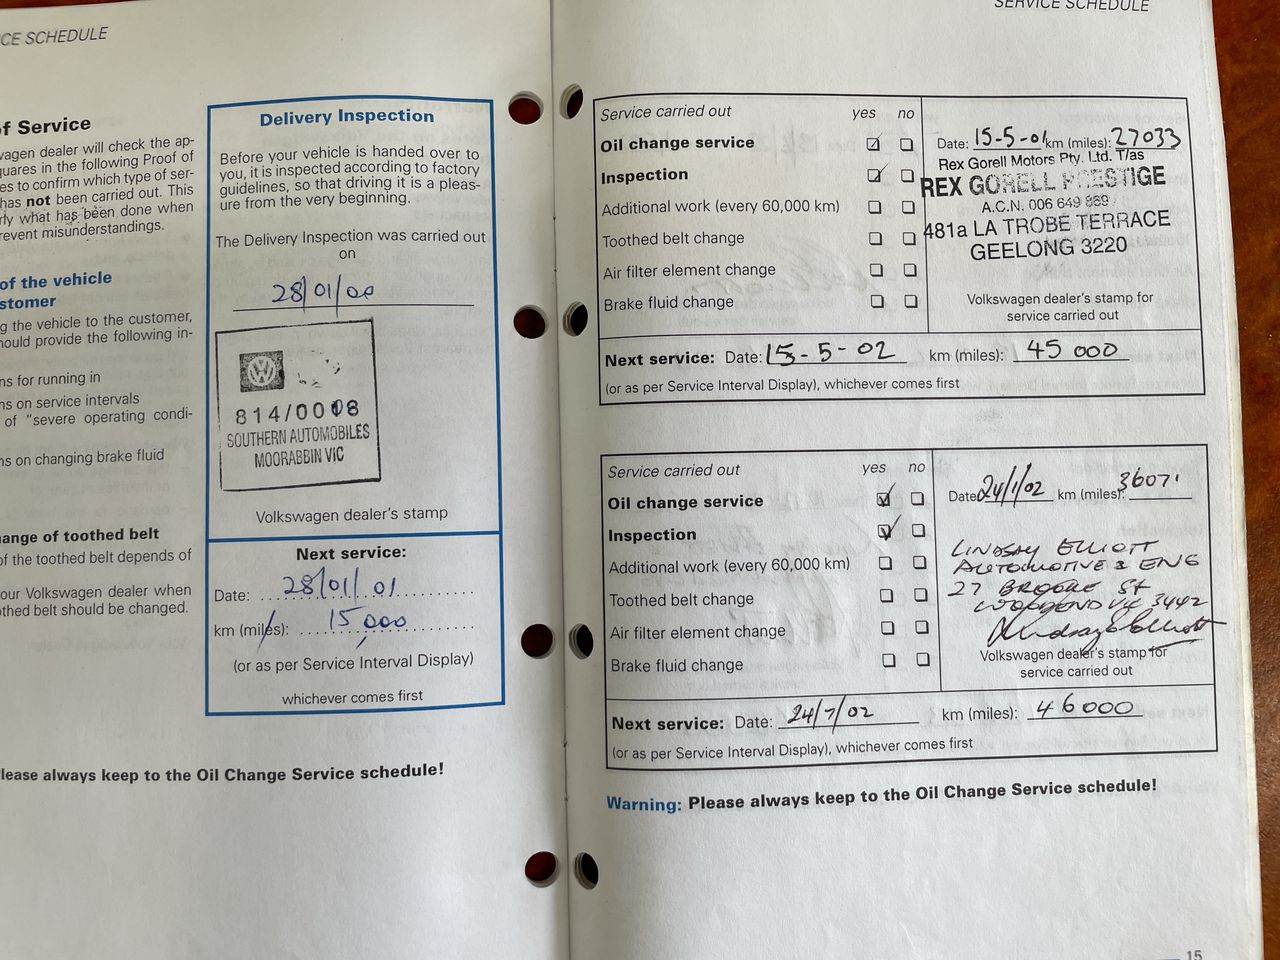 CE SCHEDULE
of Service
wagen dealer will check the ap-
quares in the following Proof of
es to confirm which type of ser-
has not been carried out. This
rly what has been done when
revent misunderstandings.
of the vehicle
stomer
ng the vehicle to the customer,
hould provide the following in-
ns for running in
ns on service intervals
of "severe operating condi-
ns on changing brake fluid
ange of toothed belt
of the toothed belt depends of
our Volkswagen dealer when
othed belt should be changed.
lease always keep to the Oil Change Service schedule!
Delivery Inspection
Before your vehicle is handed over to
you, it is inspected according to factory
guidelines, so that driving it is a pleas-
ure from the very beginning.
The Delivery Inspection was carried out
on
28/01/00
814/0008
SOUTHERN AUTOMOBILES
MOORABBIN VIC
Volkswagen dealer's stamp
Next service:
Date: 28/01/01
km (miles): 15,000
(or as per Service Interval Display)
whichever comes first
SERVICE SCHEDULE
Service carried out yes no
Oil change service
Inspection
Additional work (every 60,000 km)
Toothed belt change
Air filter element change
Brake fluid change
Date: 15-5-01 km (miles): 27033
Rex Gorell Motors Pty. Ltd. T/as
REX GORELL PRESTIGE
A.C.N. 006 649 869
481a LA TROBE TERRACE
GEELONG 3220
Volkswagen dealer's stamp for
service carried out
Next service: Date: 15-5-02 km (miles): 45 000
(or as per Service Interval Display), whichever comes first
Service carried out yes no
Oil change service
Inspection
Additional work (every 60,000 km)
Toothed belt change
Air filter element change
Brake fluid change
Date: 24/1/02 km (miles): 36071
LINDSAY ELLIOTT
AUTOMOTIVE & ENG
27 BROOKE St
WOODEND VIC 3442
Lindsay Elliott
Volkswagen dealer's stamp for
service carried out
Next service: Date: 24/7/02 km (miles): 46000
(or as per Service Interval Display), whichever comes first
Warning: Please always keep to the Oil Change Service schedule!
15